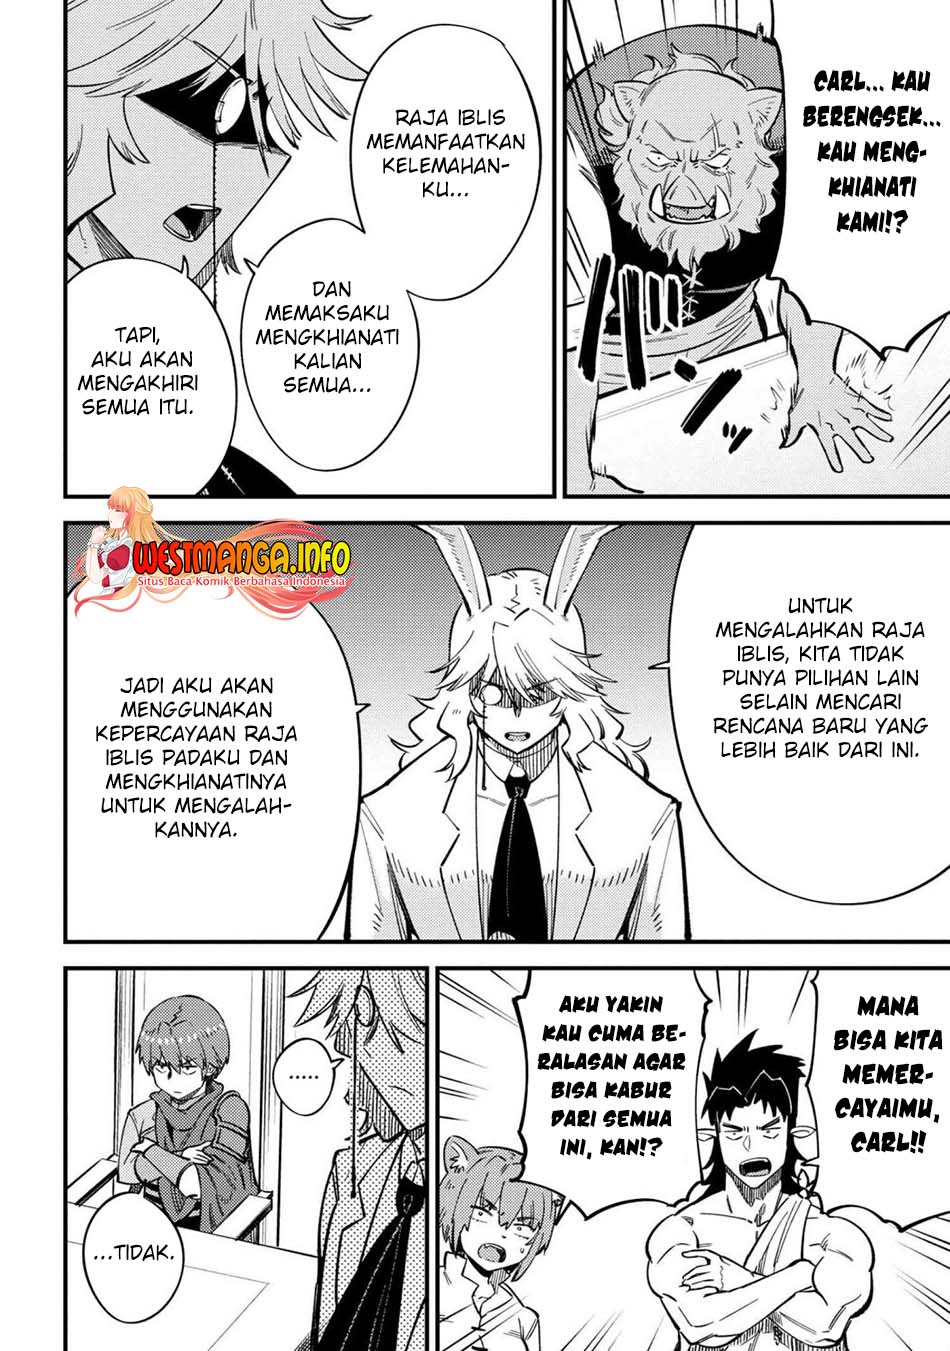 CARL... KAU
BERENGSEK...
KAU MENG-
KHIANATI
KAMI!?
RAJA IBLIS
MEMANFAATKAN
KELEMAHAN-
KU...
DAN
MEMAKSAKU
MENGKHIANATI
KALIAN
SEMUA...
TAPI,
AKU AKAN
MENGAKHIRI
SEMUA ITU.
WESTMANGA.INFO
Situs Baca Komik Berbahasa Indonesia
UNTUK
MENGALAHKAN RAJA
IBLIS, KITA TIDAK
PUNYA PILIHAN LAIN
SELAIN MENCARI
RENCANA BARU YANG
LEBIH BAIK DARI INI.
JADI AKU AKAN
MENGGUNAKAN
KEPERCAYAAN RAJA
IBLIS PADAKU DAN
MENGKHIANATINYA
UNTUK MENGALAH-
KANNYA.
MANA
BISA KITA
MEMER-
CAYAIMU,
CARL!!
AKU YAKIN
KAU CUMA BE-
RALASAN AGAR
BISA KABUR
DARI SEMUA
INI, KAN!?
.....
...TIDAK.